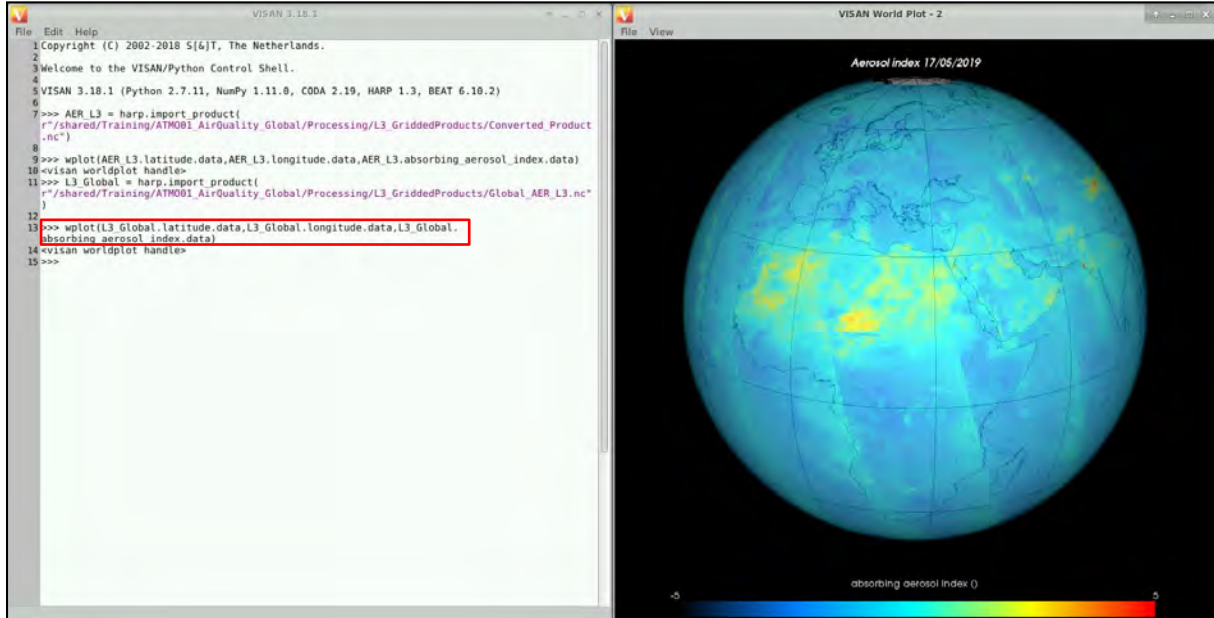 VISAN 3.18.1
File Edit Help
1 Copyright (C) 2002-2018 S[&]T, The Netherlands.
2
3 Welcome to the VISAN/Python Control Shell.
4
5 VISAN 3.18.1 (Python 2.7.11, NumPy 1.11.0, CODA 2.19, HARP 1.3, BEAT 6.10.2)
6
7 >>> AER_L3 = harp.import_product(
r"/shared/Training/ATMO01_AirQuality_Global/Processing/L3_GriddedProducts/Converted_Product
.nc")
8
9 >>> wplot(AER_L3.latitude.data,AER_L3.longitude.data,AER_L3.absorbing_aerosol_index.data)
10 <visan worldplot handle>
11 >>> L3_Global = harp.import_product(
r"/shared/Training/ATMO01_AirQuality_Global/Processing/L3_GriddedProducts/Global_AER_L3.nc"
)
12
13 >>> wplot(L3_Global.latitude.data,L3_Global.longitude.data,L3_Global.
absorbing_aerosol_index.data)
14 <visan worldplot handle>
15 >>>
VISAN World Plot - 2
File View
Aerosol index 17/05/2019
absorbing aerosol index ()
-5 5